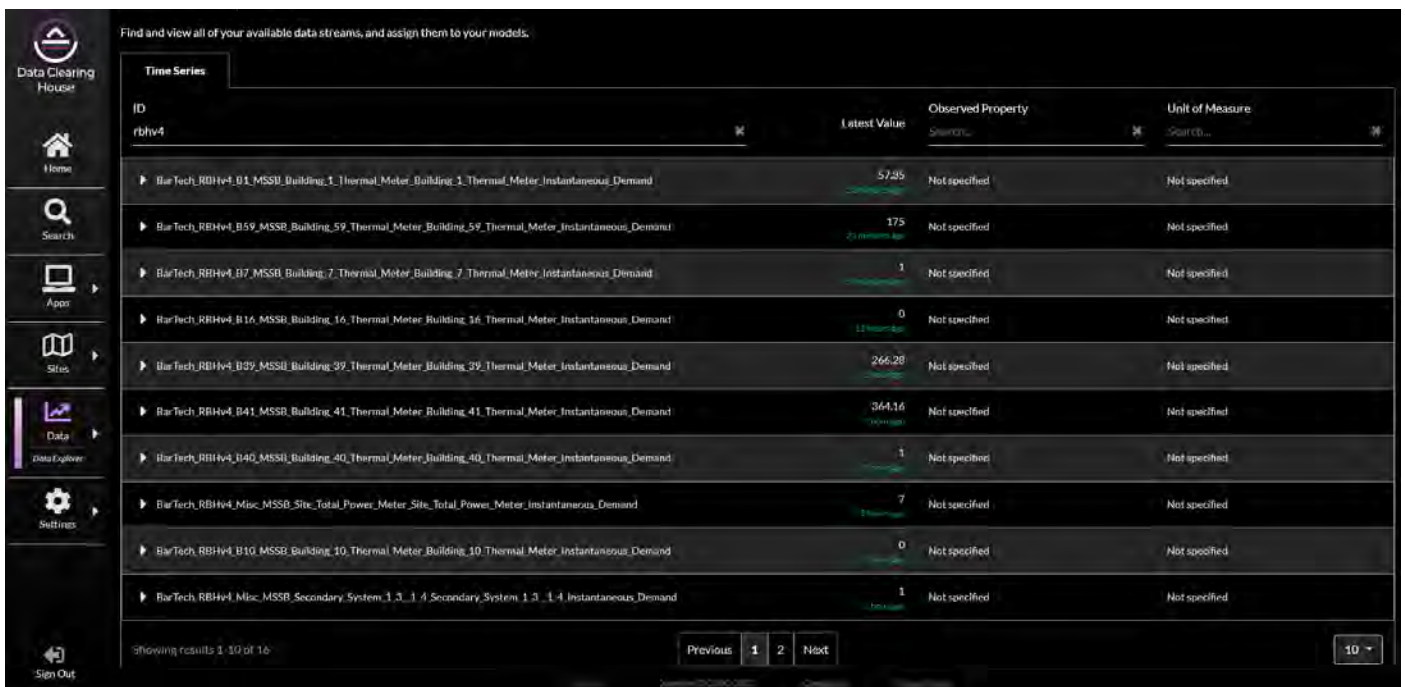 Find and view all of your available data streams, and assign them to your models.
Data Clearing
House
Home
Search
Apps
Sites
Data
Data Explorer
Settings
Sign Out
Time Series
ID
rbhv4
Latest Value
Observed Property
Search...
Unit of Measure
Search...
BarTech_RBHv4_B1_MSSB_Building_1_Thermal_Meter_Building_1_Thermal_Meter_Instantaneous_Demand
57.95
Not specified
Not specified
BarTech_RBHv4_B59_MSSB_Building_59_Thermal_Meter_Building_59_Thermal_Meter_Instantaneous_Demand
175
Not specified
Not specified
BarTech_RBHv4_B7_MSSB_Building_7_Thermal_Meter_Building_7_Thermal_Meter_Instantaneous_Demand
1
Not specified
Not specified
BarTech_RBHv4_B16_MSSB_Building_16_Thermal_Meter_Building_16_Thermal_Meter_Instantaneous_Demand
0
Not specified
Not specified
BarTech_RBHv4_B39_MSSB_Building_39_Thermal_Meter_Building_39_Thermal_Meter_Instantaneous_Demand
266.28
Not specified
Not specified
BarTech_RBHv4_B41_MSSB_Building_41_Thermal_Meter_Building_41_Thermal_Meter_Instantaneous_Demand
364.16
Not specified
Not specified
BarTech_RBHv4_B40_MSSB_Building_40_Thermal_Meter_Building_40_Thermal_Meter_Instantaneous_Demand
1
Not specified
Not specified
BarTech_RBHv4_Misc_MSSB_Site_Total_Power_Meter_Site_Total_Power_Meter_Instantaneous_Demand
7
Not specified
Not specified
BarTech_RBHv4_B10_MSSB_Building_10_Thermal_Meter_Building_10_Thermal_Meter_Instantaneous_Demand
0
Not specified
Not specified
BarTech_RBHv4_Misc_MSSB_Secondary_System_1_3__1_4_Secondary_System_1_3__1_4_Instantaneous_Demand
1
Not specified
Not specified
Showing results 1-10 of 16
Previous 1 2 Next
10